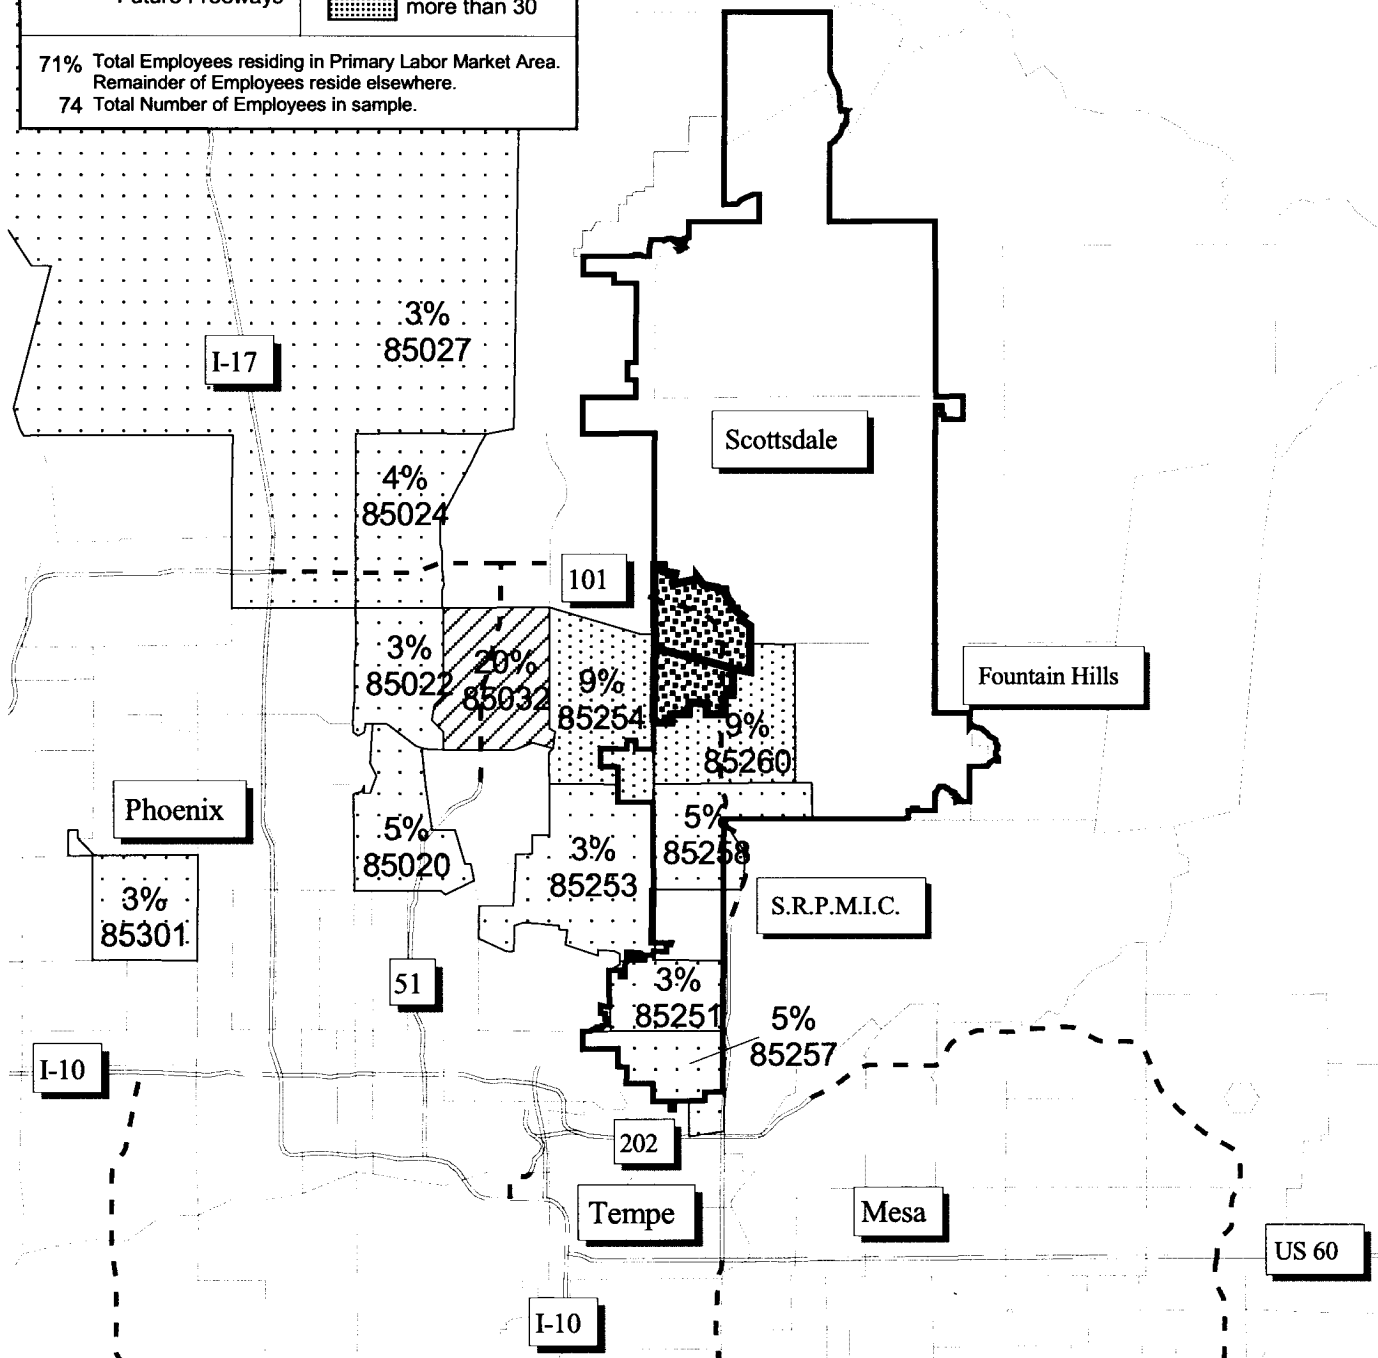 Future Freeways
more than 30
71% Total Employees residing in Primary Labor Market Area.
Remainder of Employees reside elsewhere.
74 Total Number of Employees in sample.
3%
85027
I-17
Scottsdale
4%
85024
101
3%
85022
20%
85032
9%
85254
9%
85260
Fountain Hills
Phoenix
5%
85020
3%
85253
5%
85258
3%
85301
S.R.P.M.I.C.
51
3%
85251
5%
85257
I-10
202
Tempe
Mesa
US 60
I-10